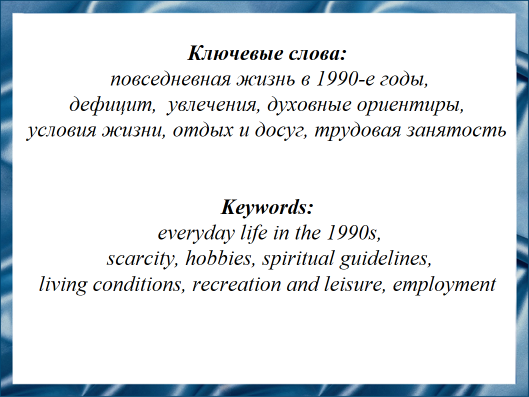 Ключевые слова:
повседневная жизнь в 1990-е годы,
дефицит, увлечения, духовные ориентиры,
условия жизни, отдых и досуг, трудовая занятость
Keywords:
everyday life in the 1990s,
scarcity, hobbies, spiritual guidelines,
living conditions, recreation and leisure, employment